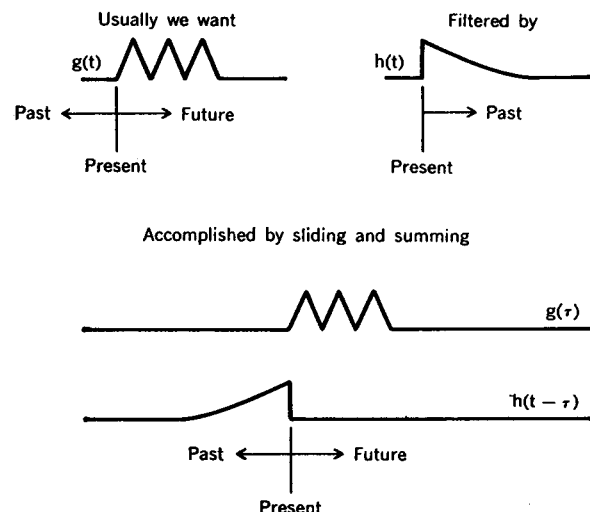 Usually we want
Filtered by
g(t)
h(t)
Past
Future
Past
Present
Present
Accomplished by sliding and summing
g(τ)
h(t − τ)
Past
Future
Present